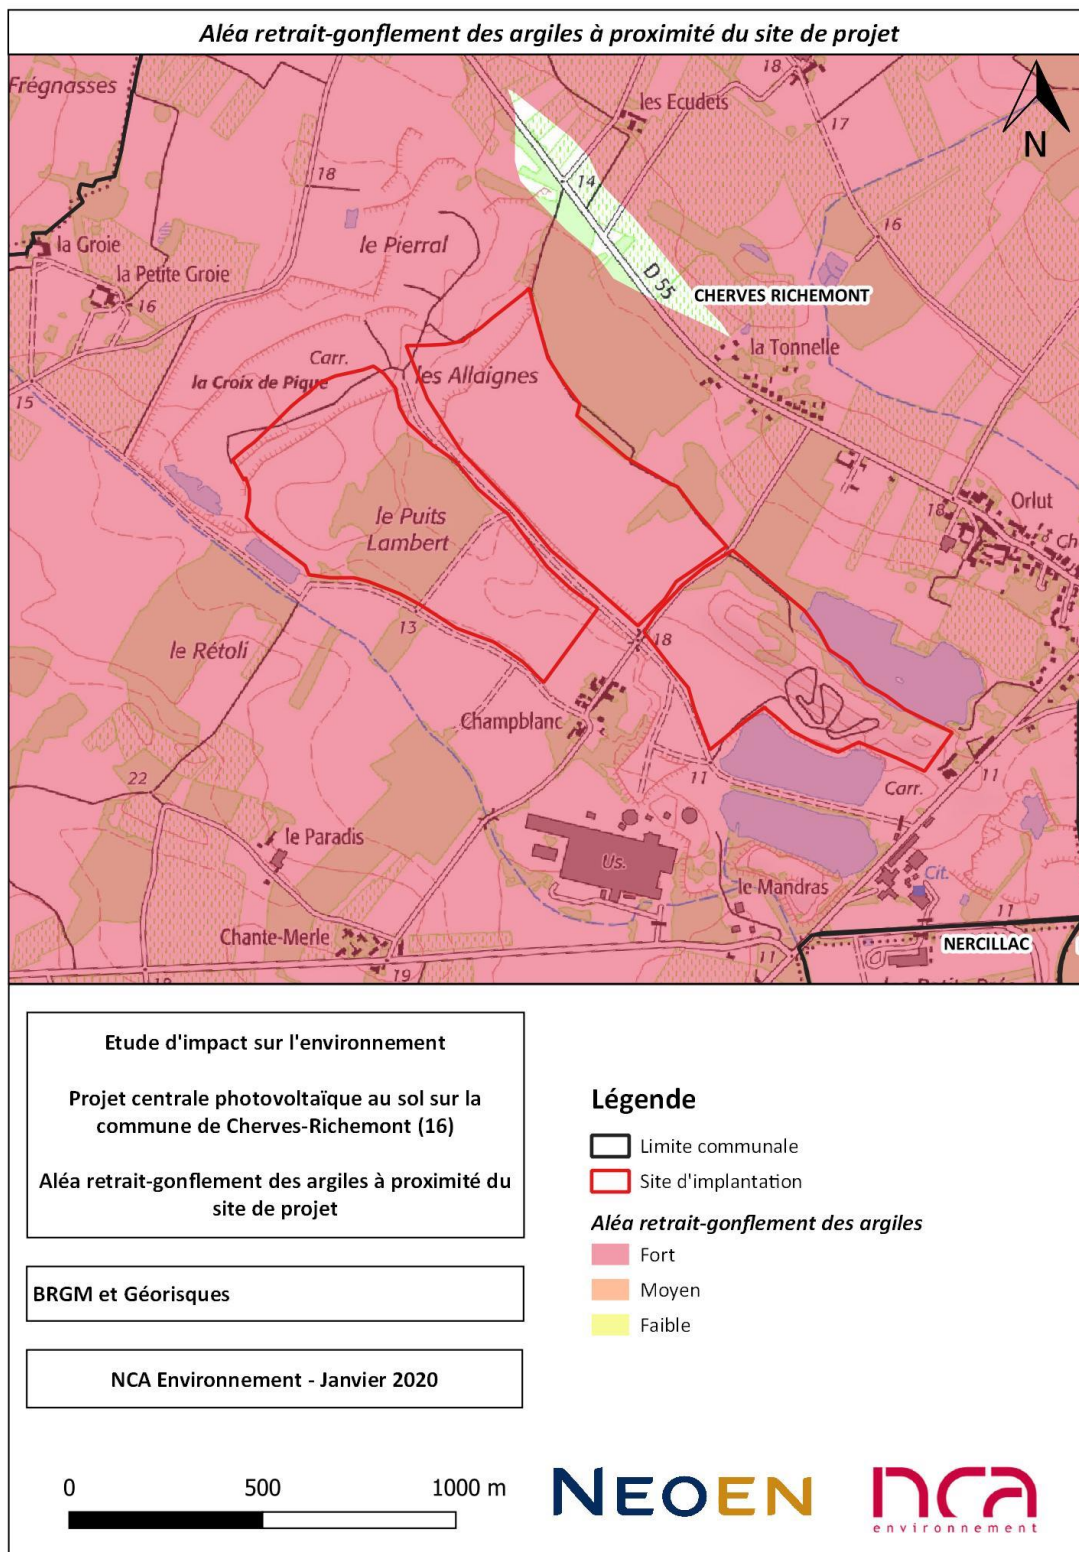 Aléa retrait-gonflement des argiles à proximité du site de projet
Frégnasses
18
les Ecudets
17
N
18
14
16
la Groie
le Pierral
la Petite Groie
16
D 55
CHERVES RICHEMONT
Carr.
la Tonnelle
la Croix de Pique
les Allaignes
15
Orlut
18
le Puits
Lambert
Ch
13
18
le Rétoli
Champblanc
11
11
22
Carr.
le Paradis
Us.
le Mandras
Cit.
Chante-Merle
11
19
11
NERCILLAC
Etude d'impact sur l'environnement
Projet centrale photovoltaïque au sol sur la
commune de Cherves-Richemont (16)
Aléa retrait-gonflement des argiles à proximité du
site de projet
BRGM et Géorisques
NCA Environnement - Janvier 2020
Légende
Limite communale
Site d'implantation
Aléa retrait-gonflement des argiles
Fort
Moyen
Faible
0 500 1000 m
NEOEN
nca
environnement